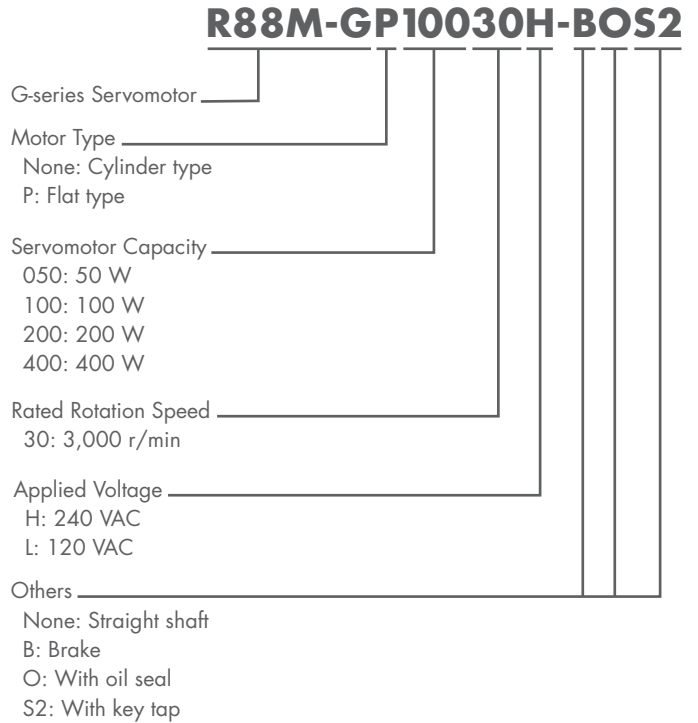 R88M-GP10030H-BOS2
G-series Servomotor
Motor Type
None: Cylinder type
P: Flat type
Servomotor Capacity
050: 50 W
100: 100 W
200: 200 W
400: 400 W
Rated Rotation Speed
30: 3,000 r/min
Applied Voltage
H: 240 VAC
L: 120 VAC
Others
None: Straight shaft
B: Brake
O: With oil seal
S2: With key tap